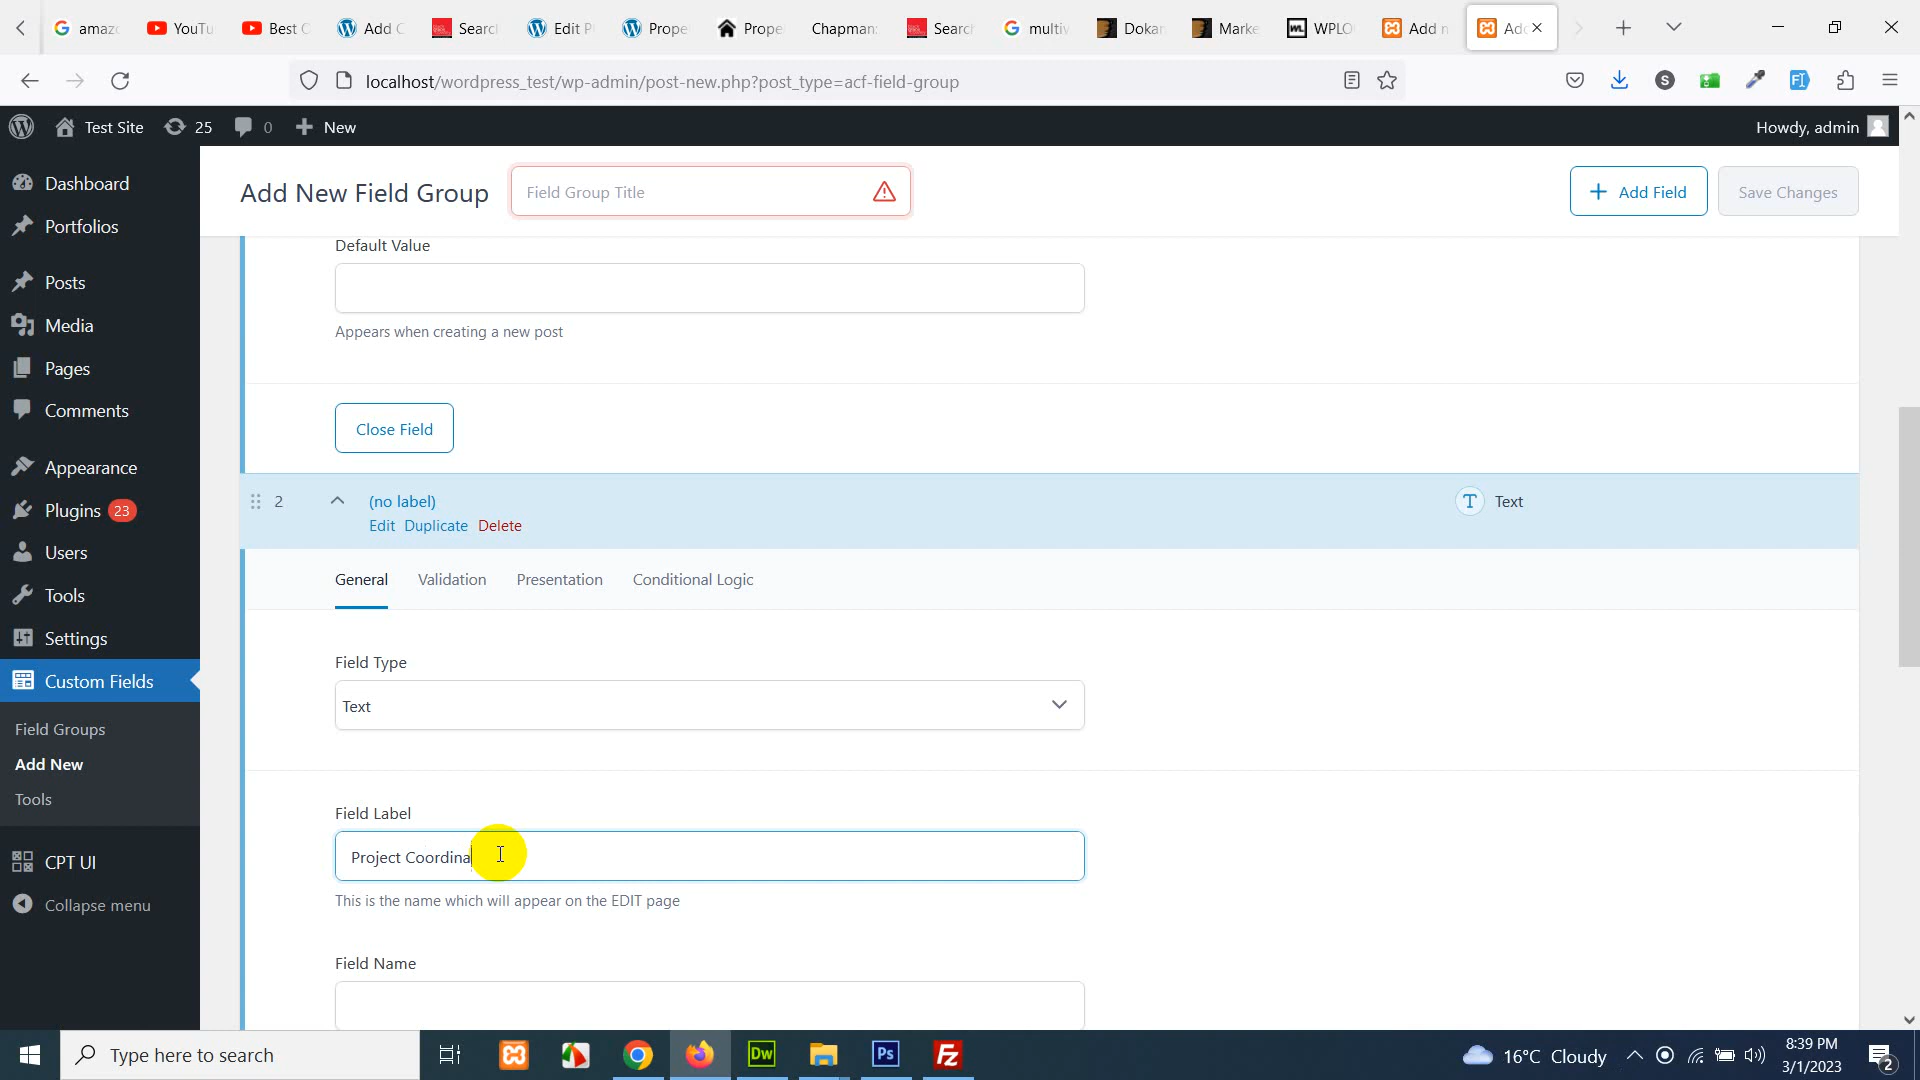 amazo
YouTu
Best C
Add C
Search
Edit P
Prope
Prope
Chapman
Search
multiv
Dokan
Marke
WPLO
Add n
Add
localhost/wordpress_test/wp-admin/post-new.php?post_type=acf-field-group
Test Site
25
0
New
Howdy, admin
Dashboard
Portfolios
Posts
Media
Pages
Comments
Appearance
Plugins 23
Users
Tools
Settings
Custom Fields
Field Groups
Add New
Tools
CPT UI
Collapse menu
Add New Field Group
Field Group Title
Add Field
Save Changes
Default Value
Appears when creating a new post
Close Field
2
(no label)
Edit Duplicate Delete
T Text
General Validation Presentation Conditional Logic
Field Type
Text
Field Label
Project Coordina
This is the name which will appear on the EDIT page
Field Name
Type here to search
Dw
Ps
Fz
16°C Cloudy
8:39 PM
3/1/2023
2